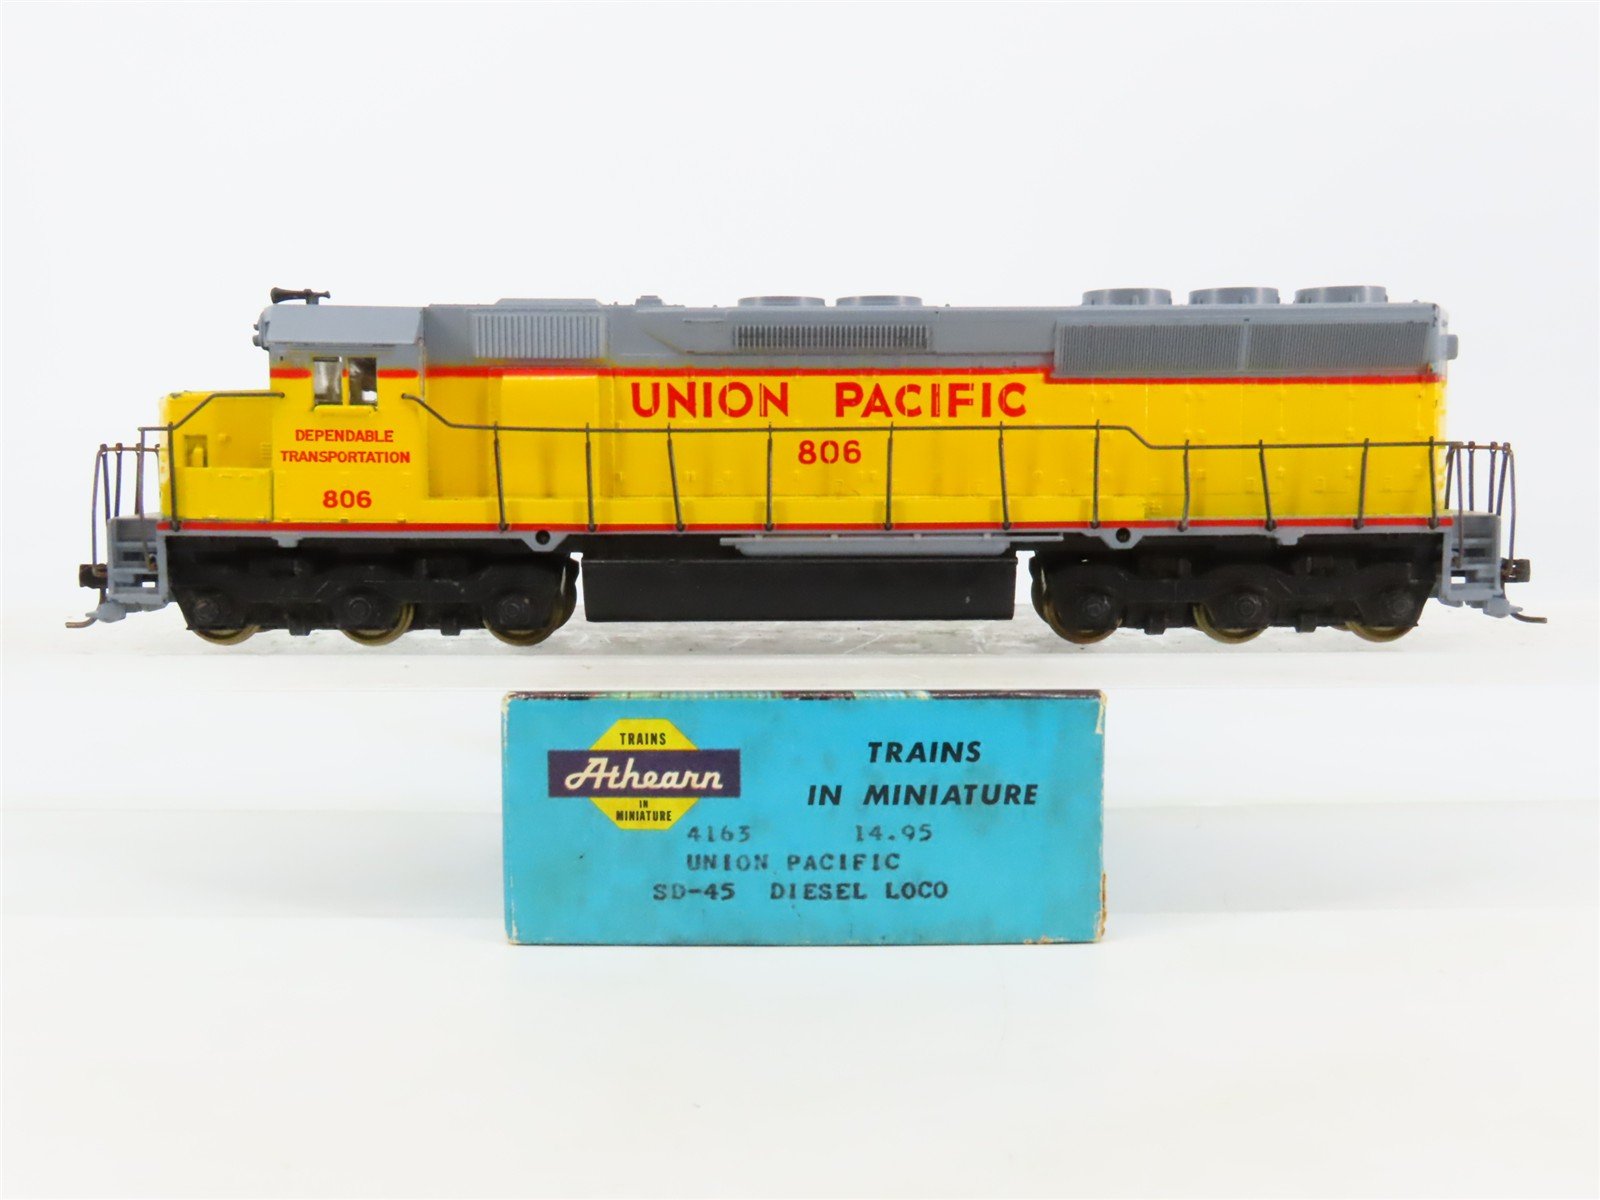 UNION PACIFIC
806
DEPENDABLE
TRANSPORTATION
806
TRAINS
Athearn
IN
MINIATURE
TRAINS
IN MINIATURE
4163 14.95
UNION PACIFIC
SD-45 DIESEL LOCO